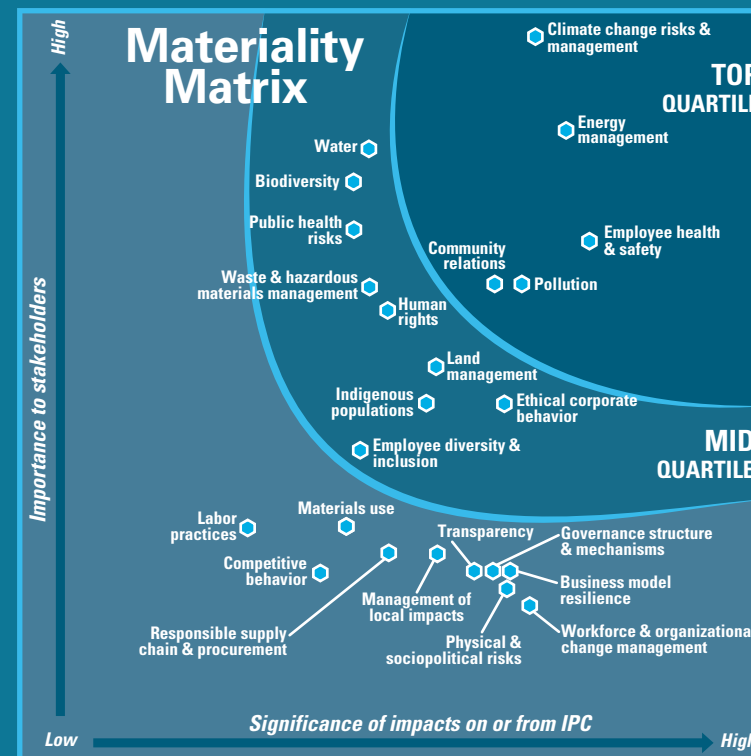 High
Materiality
Matrix
Climate change risks &
management
TOP
QUARTILE
Energy
management
Water
Biodiversity
Public health
risks
Employee health
& safety
Community
relations
Pollution
Waste & hazardous
materials management
Human
rights
Land
management
Indigenous
populations
Ethical corporate
behavior
Employee diversity &
inclusion
MID
QUARTILE
Importance to stakeholders
Labor
practices
Materials use
Transparency
Governance structure
& mechanisms
Competitive
behavior
Business model
resilience
Management of
local impacts
Responsible supply
chain & procurement
Physical &
sociopolitical risks
Workforce & organizationa
change management
Significance of impacts on or from IPC
Low
High